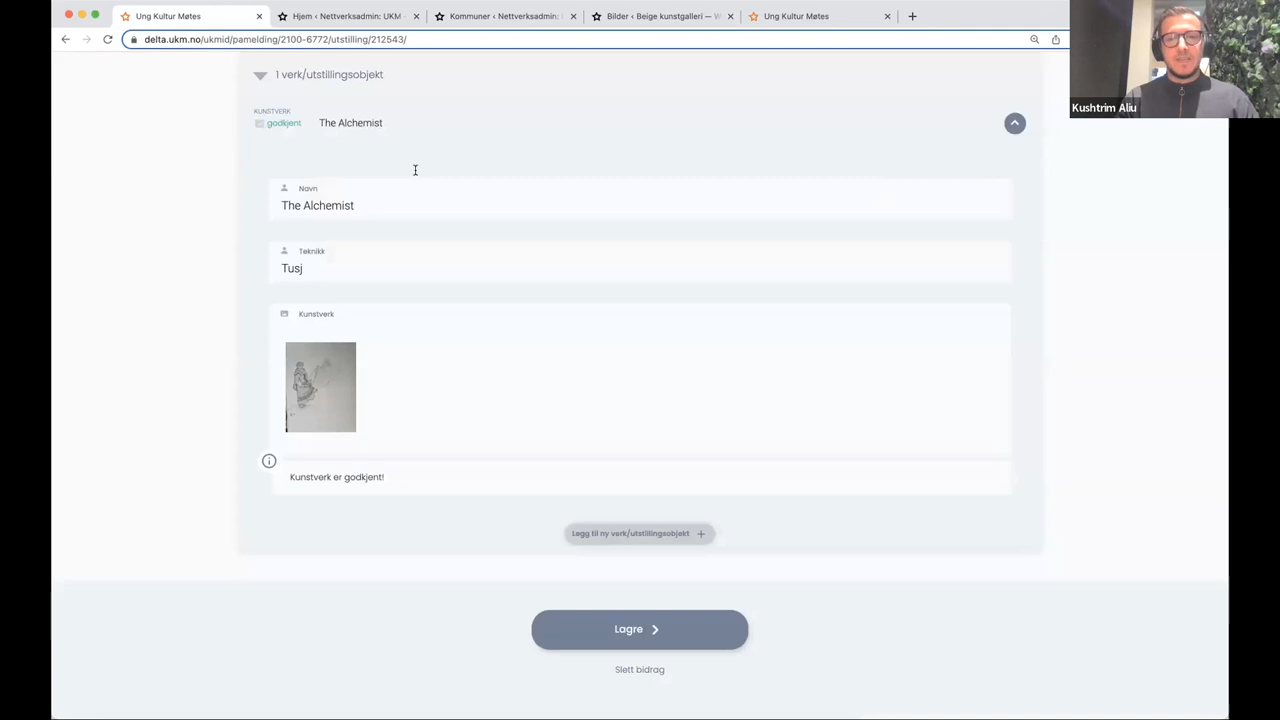 Ung Kultur Møtes
Hjem ‹ Nettverksadmin: UKM
Kommuner ‹ Nettverksadmin:
Bilder ‹ Beige kunstgalleri — W
Ung Kultur Møtes
delta.ukm.no/ukmid/pamelding/2100-6772/utstilling/212543/
Kushtrim Aliu
1 verk/utstillingsobjekt
KUNSTVERK
godkjent
The Alchemist
Navn
The Alchemist
Teknikk
Tusj
Kunstverk
Kunstverk er godkjent!
Legg til ny verk/utstillingsobjekt +
Lagre
Slett bidrag